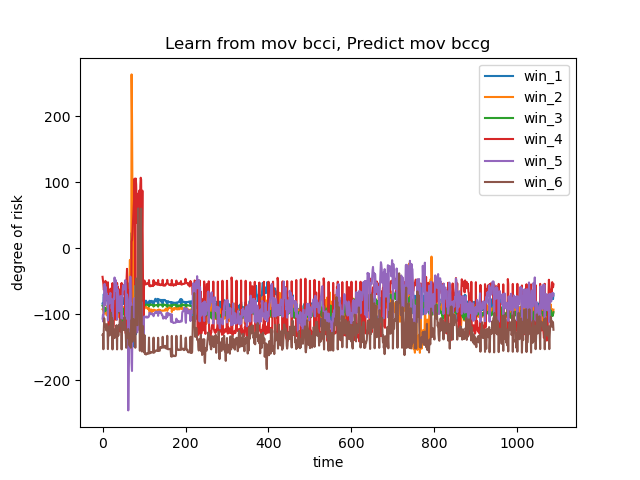 Learn from mov bcci, Predict mov bccg
win_1
win_2
win_3
win_4
win_5
win_6
degree of risk
200
100
0
−100
−200
0 200 400 600 800 1000
time